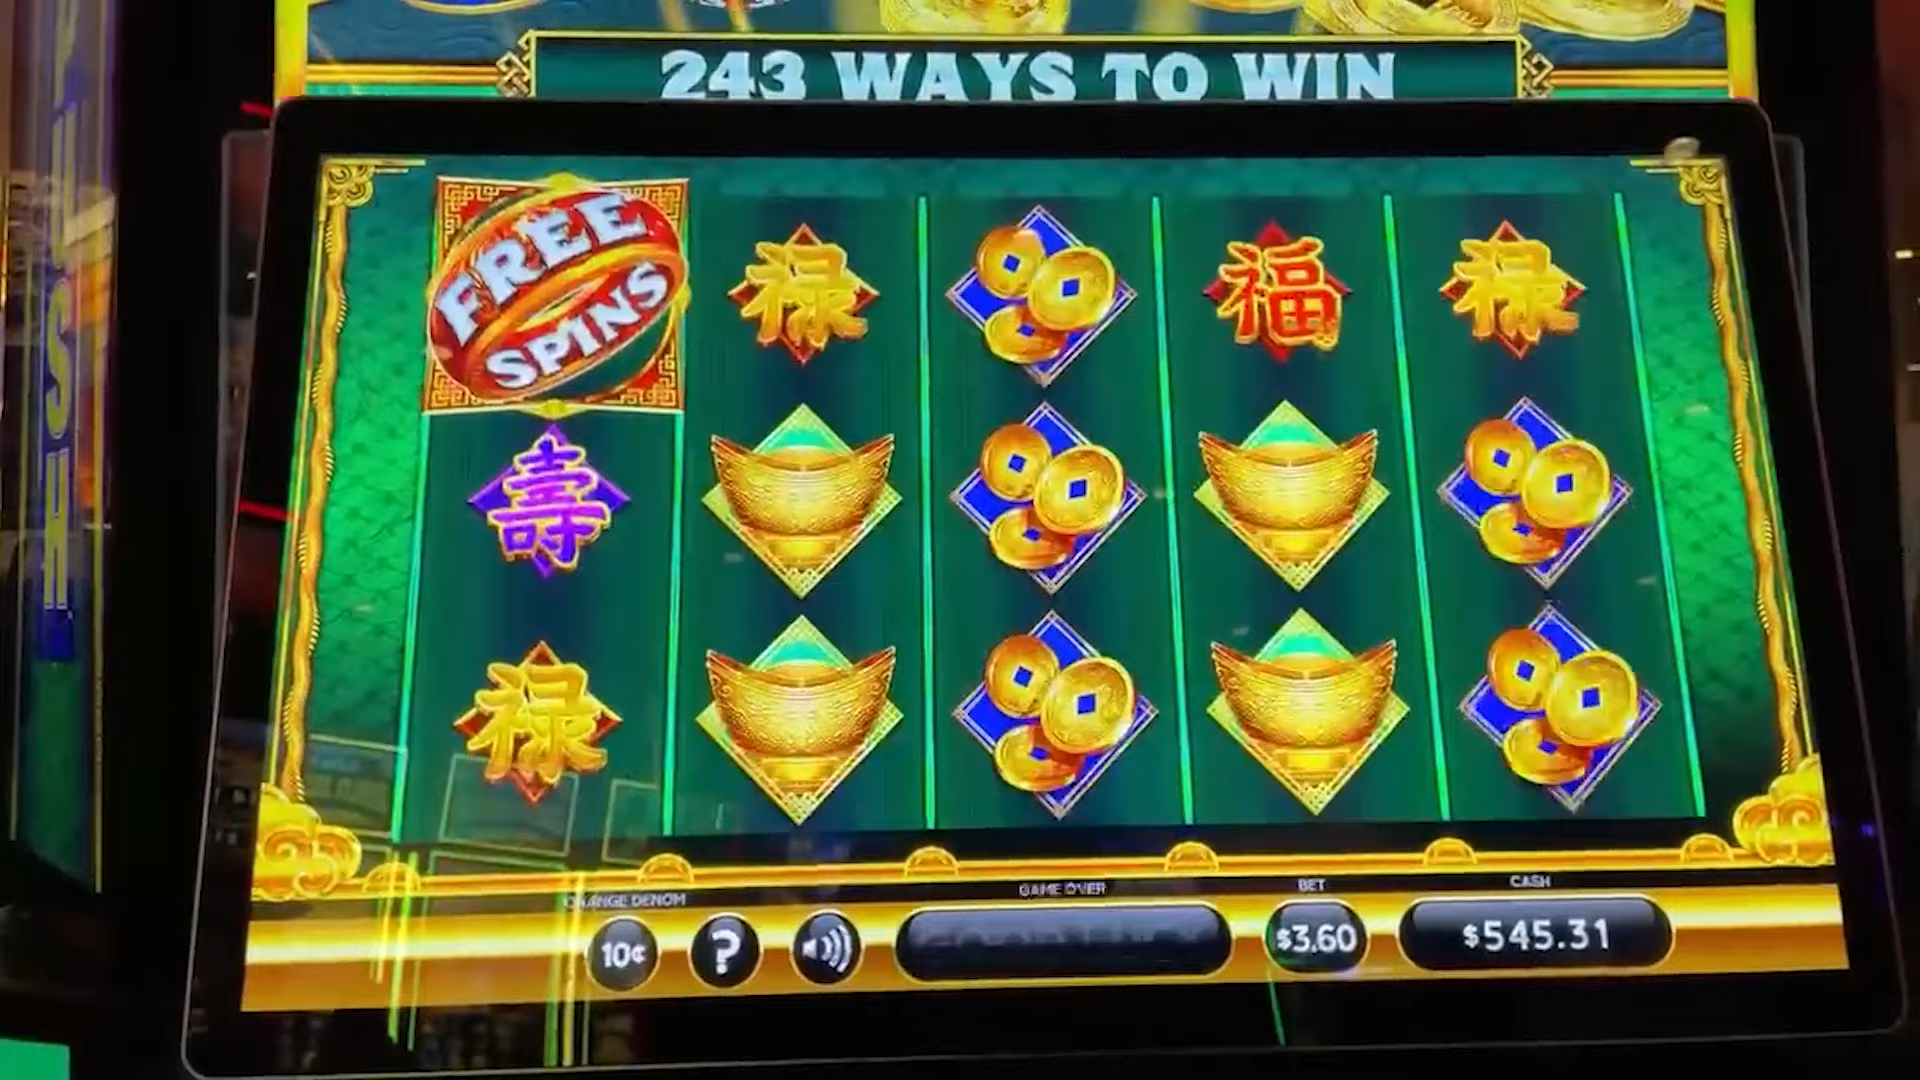 243 WAYS TO WIN
FREE
SPINS
禄
福
禄
壽
禄
CHANGE DENOM
GAME OVER
BET
CASH
10¢
?
$3.60
$545.31